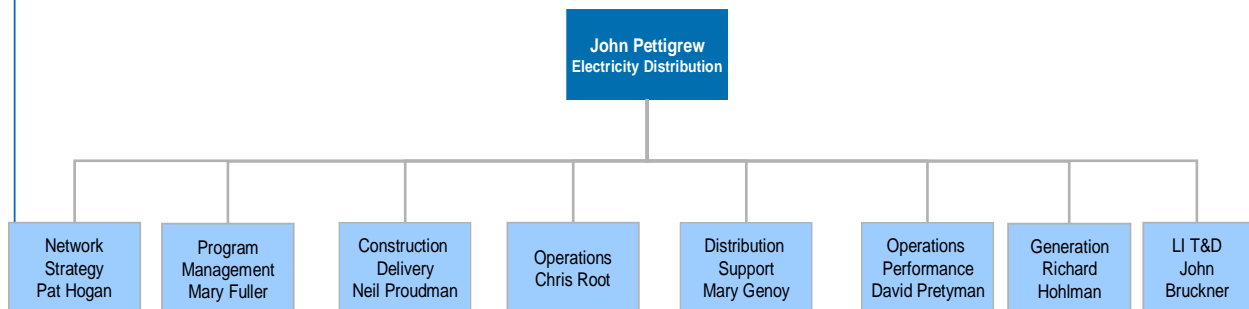 John Pettigrew
Electricity Distribution
Network
Strategy
Pat Hogan
Program
Management
Mary Fuller
Construction
Delivery
Neil Proudman
Operations
Chris Root
Distribution
Support
Mary Genoy
Operations
Performance
David Pretyman
Generation
Richard
Hohlman
LI T&D
John
Bruckner